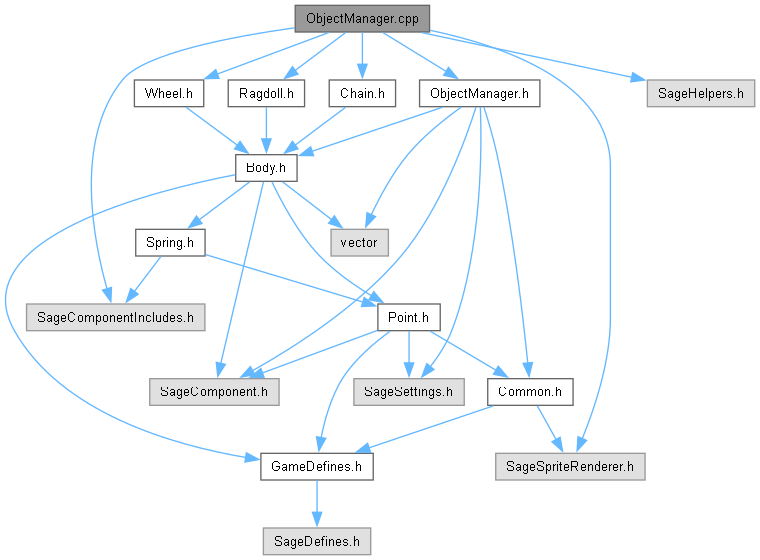 ObjectManager.cpp
Wheel.h
Ragdoll.h
Chain.h
ObjectManager.h
SageHelpers.h
Body.h
Spring.h
vector
SageComponentIncludes.h
Point.h
SageComponent.h
SageSettings.h
Common.h
GameDefines.h
SageSpriteRenderer.h
SageDefines.h